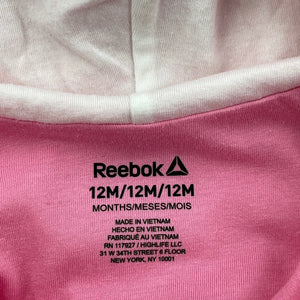 Reebok
12M/12M/12M
MONTHS/MESES/MOIS
MADE IN VIETNAM
HECHO EN VIETNAM
FABRIQUÉ AU VIETNAM
RN 117927 / HIGHLIFE LLC
31 W 34TH STREET 6 FLOOR
NEW YORK, NY 10001